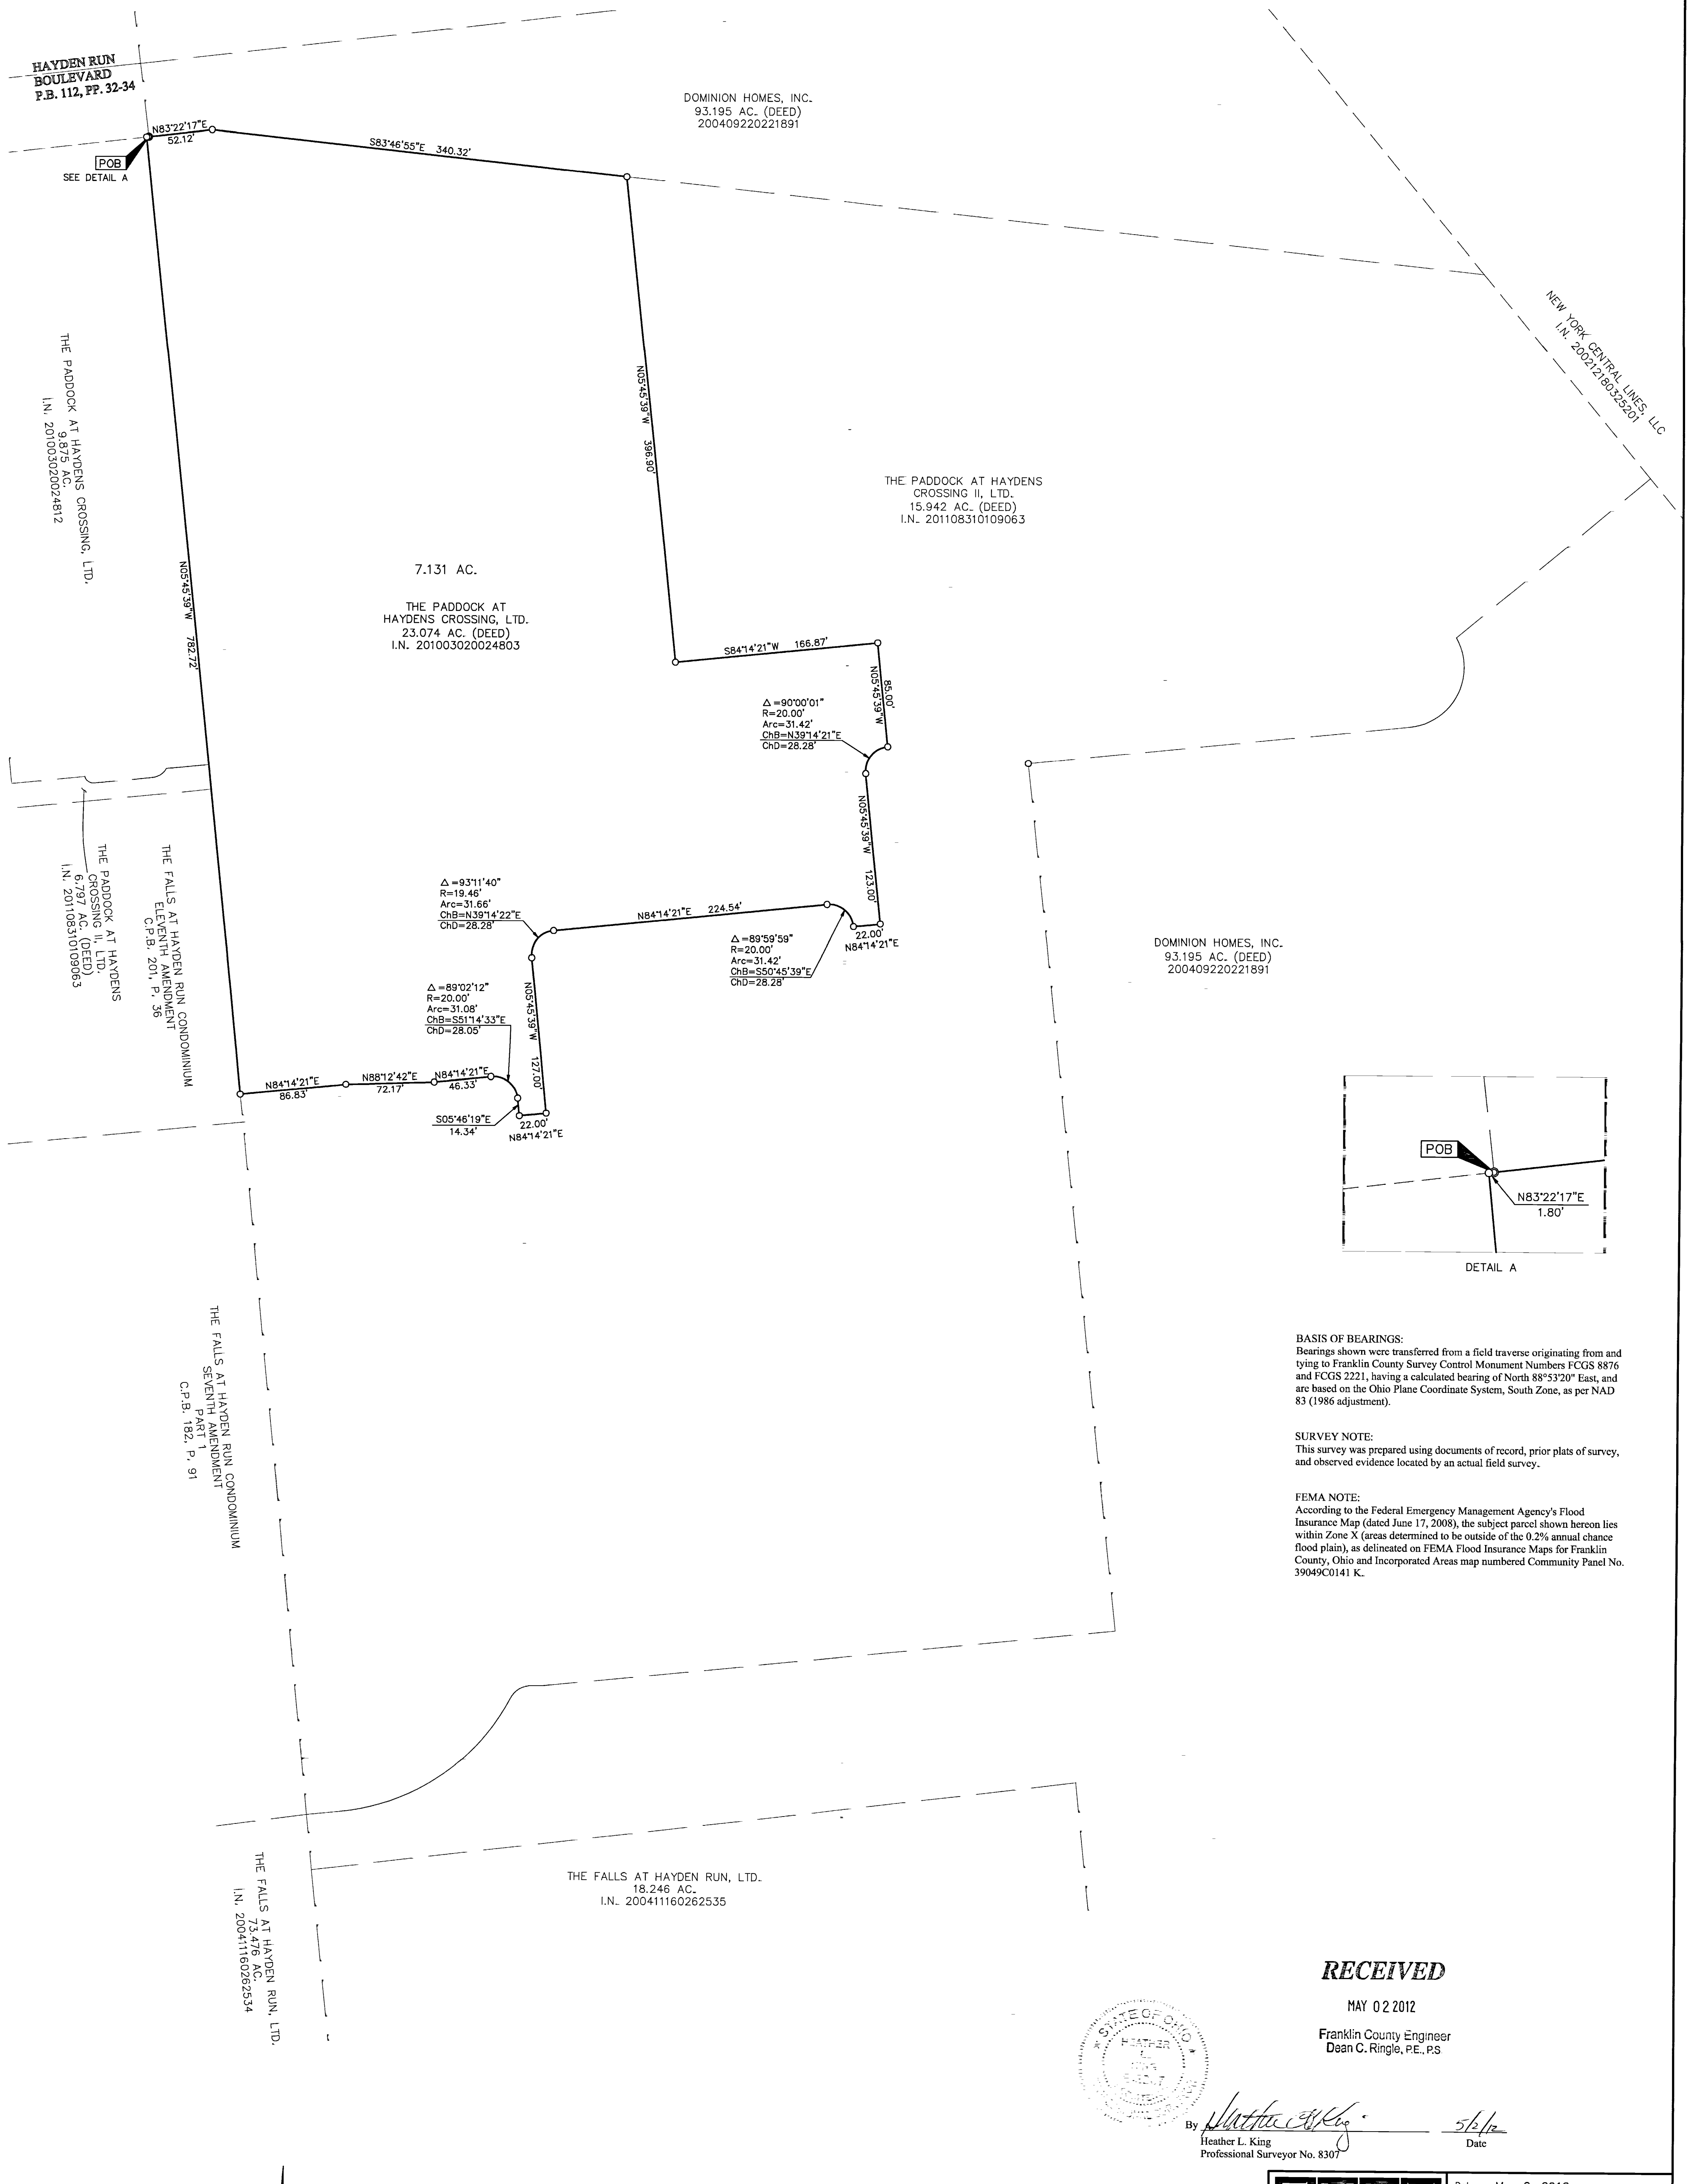 HAYDEN RUN
BOULEVARD
P.B. 112, PP. 32-34
DOMINION HOMES, INC.
93.195 AC. (DEED)
200409220221891
N83°22'17"E
52.12'
POB
SEE DETAIL A
S83°46'55"E 340.32'
NEW YORK CENTRAL LINES, LLC
I.N. 200212180325201
THE PADDOCK AT HAYDENS CROSSING, LTD.
9.875 AC.
I.N. 201003020024812
N05°45'39"W 396.90'
THE PADDOCK AT HAYDENS
CROSSING II, LTD.
15.942 AC. (DEED)
I.N. 201108310109063
N05°45'39"W 782.72'
7.131 AC.
THE PADDOCK AT
HAYDENS CROSSING, LTD.
23.074 AC. (DEED)
I.N. 201003020024803
S84°14'21"W 166.87'
N05°45'39"W
85.00'
Δ=90°00'01"
R=20.00'
Arc=31.42'
ChB=N39°14'21"E
ChD=28.28'
N05°45'39"W 123.00'
THE PADDOCK AT HAYDENS
CROSSING II, LTD.
6.797 AC. (DEED)
I.N. 201108310109063
THE FALLS AT HAYDEN RUN CONDOMINIUM
ELEVENTH AMENDMENT
C.P.B. 201, P. 36
Δ=93°11'40"
R=19.46'
Arc=31.66'
ChB=N39°14'22"E
ChD=28.28'
N84°14'21"E 224.54'
22.00'
N84°14'21"E
Δ=89°59'59"
R=20.00'
Arc=31.42'
ChB=S50°45'39"E
ChD=28.28'
DOMINION HOMES, INC.
93.195 AC. (DEED)
200409220221891
Δ=89°02'12"
R=20.00'
Arc=31.08'
ChB=S51°14'33"E
ChD=28.05'
N05°45'39"W 127.00'
N84°14'21"E
86.83'
N88°12'42"E
72.17'
N84°14'21"E
46.33'
S05°46'19"E
14.34'
22.00'
N84°14'21"E
POB
N83°22'17"E
1.80'
DETAIL A
THE FALLS AT HAYDEN RUN CONDOMINIUM
SEVENTH AMENDMENT
PART 1
C.P.B. 182, P. 91
BASIS OF BEARINGS:
Bearings shown were transferred from a field traverse originating from and
tying to Franklin County Survey Control Monument Numbers FCGS 8876
and FCGS 2221, having a calculated bearing of North 88°53'20" East, and
are based on the Ohio Plane Coordinate System, South Zone, as per NAD
83 (1986 adjustment).
SURVEY NOTE:
This survey was prepared using documents of record, prior plats of survey,
and observed evidence located by an actual field survey.
FEMA NOTE:
According to the Federal Emergency Management Agency's Flood
Insurance Map (dated June 17, 2008), the subject parcel shown hereon lies
within Zone X (areas determined to be outside of the 0.2% annual chance
flood plain), as delineated on FEMA Flood Insurance Maps for Franklin
County, Ohio and Incorporated Areas map numbered Community Panel No.
39049C0141 K.
THE FALLS AT HAYDEN RUN, LTD.
18.246 AC.
I.N. 200411160262535
THE FALLS AT HAYDEN RUN, LTD.
73.476 AC.
I.N. 200411160262534
RECEIVED
MAY 02 2012
Franklin County Engineer
Dean C. Ringle, P.E., P.S
STATE OF OHIO
HEATHER
By Heather L King 5/2/12
Heather L. King Date
Professional Surveyor No. 8307